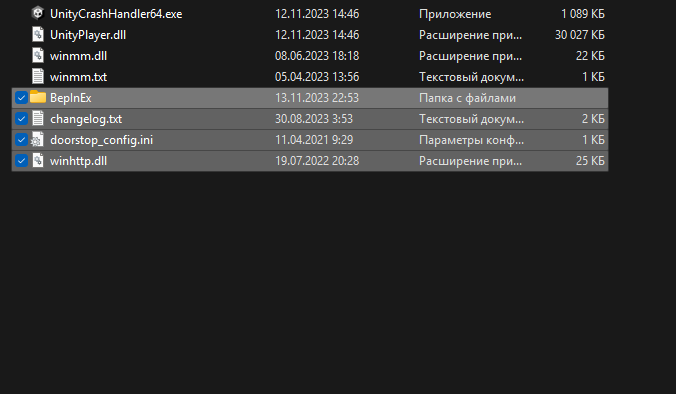 UnityCrashHandler64.exe 12.11.2023 14:46 Приложение 1 089 КБ
UnityPlayer.dll 12.11.2023 14:46 Расширение при... 30 027 КБ
winmm.dll 08.06.2023 18:18 Расширение при... 22 КБ
winmm.txt 05.04.2023 13:56 Текстовый докум... 1 КБ
BepInEx 13.11.2023 22:53 Папка с файлами
changelog.txt 30.08.2023 3:53 Текстовый докум... 2 КБ
doorstop_config.ini 11.04.2021 9:29 Параметры конф... 1 КБ
winhttp.dll 19.07.2022 20:28 Расширение при... 25 КБ